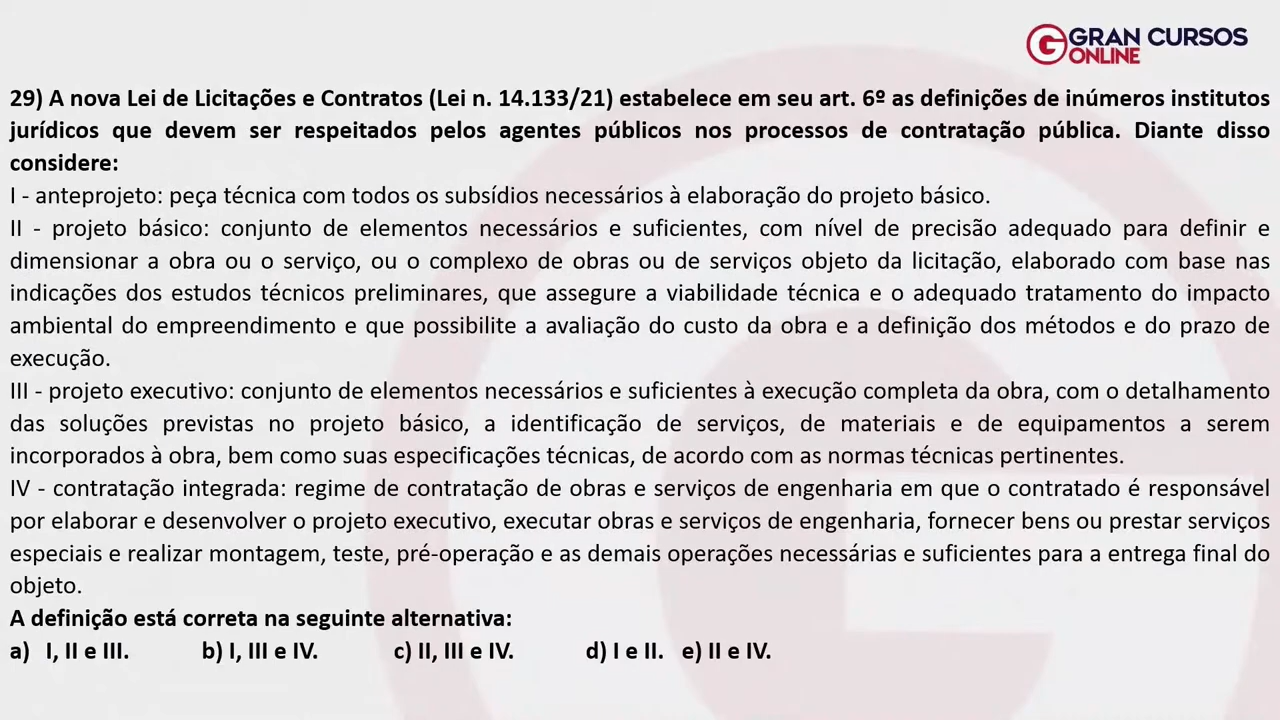 GRAN CURSOS
ONLINE
29) A nova Lei de Licitações e Contratos (Lei n. 14.133/21) estabelece em seu art. 6º as definições de inúmeros institutos
jurídicos que devem ser respeitados pelos agentes públicos nos processos de contratação pública. Diante disso
considere:
I - anteprojeto: peça técnica com todos os subsídios necessários à elaboração do projeto básico.
II - projeto básico: conjunto de elementos necessários e suficientes, com nível de precisão adequado para definir e
dimensionar a obra ou o serviço, ou o complexo de obras ou de serviços objeto da licitação, elaborado com base nas
indicações dos estudos técnicos preliminares, que assegure a viabilidade técnica e o adequado tratamento do impacto
ambiental do empreendimento e que possibilite a avaliação do custo da obra e a definição dos métodos e do prazo de
execução.
III - projeto executivo: conjunto de elementos necessários e suficientes à execução completa da obra, com o detalhamento
das soluções previstas no projeto básico, a identificação de serviços, de materiais e de equipamentos a serem
incorporados à obra, bem como suas especificações técnicas, de acordo com as normas técnicas pertinentes.
IV - contratação integrada: regime de contratação de obras e serviços de engenharia em que o contratado é responsável
por elaborar e desenvolver o projeto executivo, executar obras e serviços de engenharia, fornecer bens ou prestar serviços
especiais e realizar montagem, teste, pré-operação e as demais operações necessárias e suficientes para a entrega final do
objeto.
A definição está correta na seguinte alternativa:
a) I, II e III. b) I, III e IV. c) II, III e IV. d) I e II. e) II e IV.